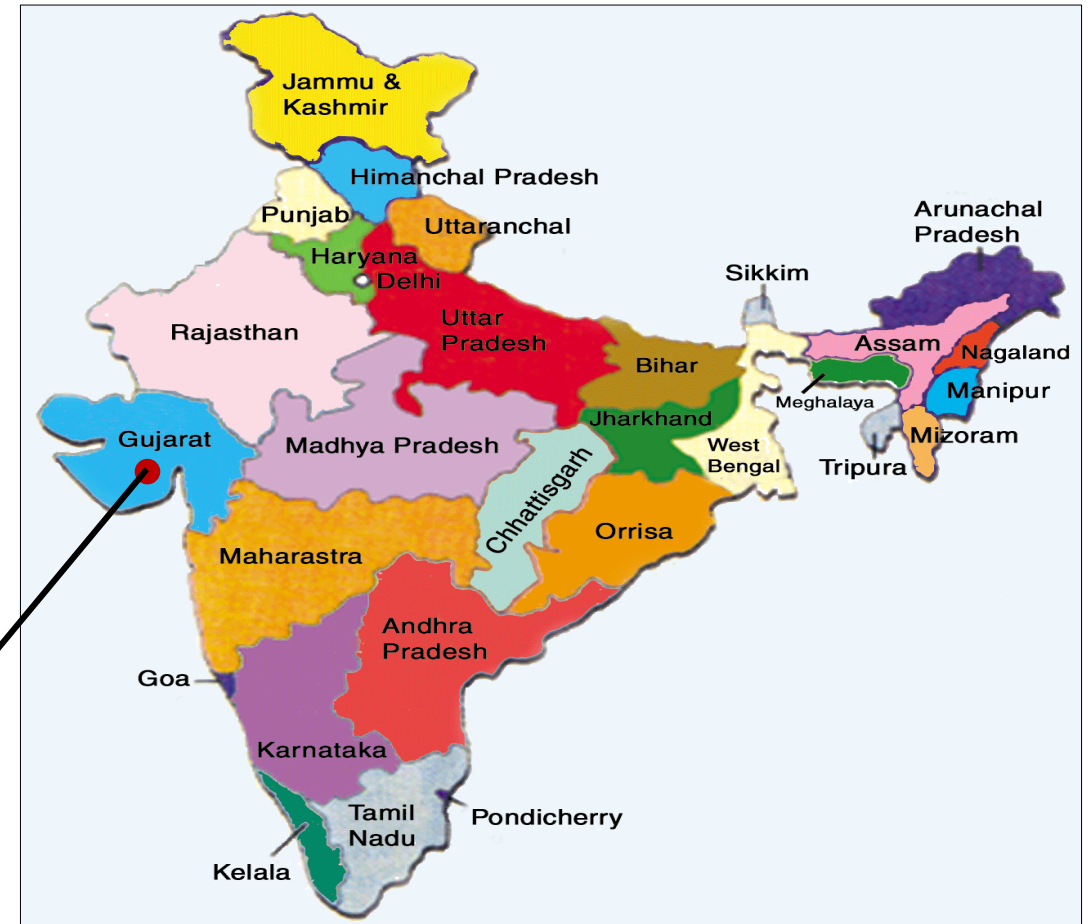 Jammu &
Kashmir
Himanchal Pradesh
Punjab
Uttaranchal
Arunachal
Pradesh
Haryana
Delhi
Sikkim
Rajasthan
Uttar
Pradesh
Assam
Nagaland
Bihar
Meghalaya
Manipur
Gujarat
Madhya Pradesh
Jharkhand
West
Bengal
Mizoram
Tripura
Chhattisgarh
Orrisa
Maharastra
Andhra
Pradesh
Goa
Karnataka
Tamil
Nadu
Pondicherry
Kelala